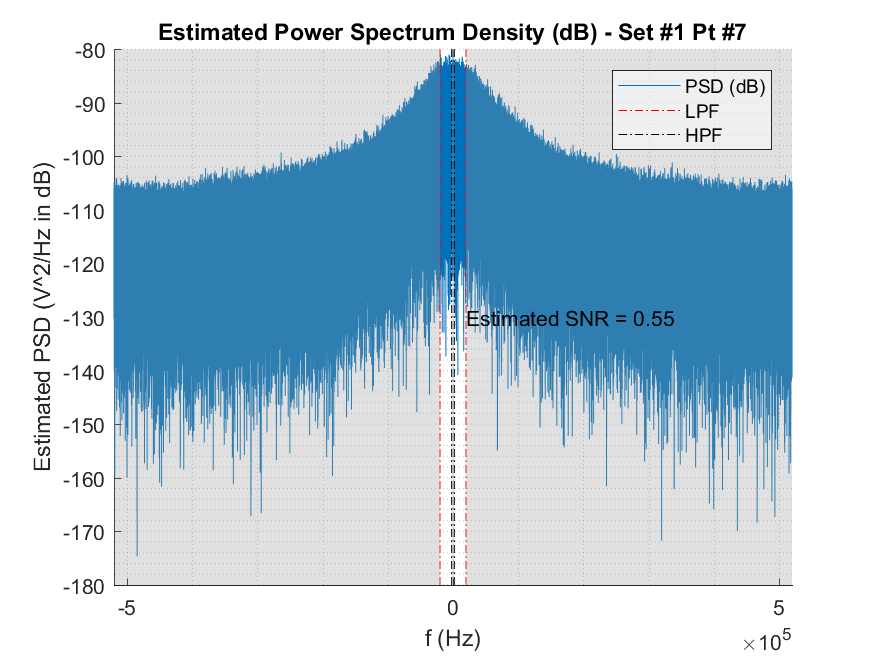 Estimated Power Spectrum Density (dB) - Set #1 Pt #7
-80
-90
-100
-110
-120
-130
-140
-150
-160
-170
-180
Estimated PSD (V^2/Hz in dB)
PSD (dB)
LPF
HPF
Estimated SNR = 0.55
-5
0
5
f (Hz)
×10^5